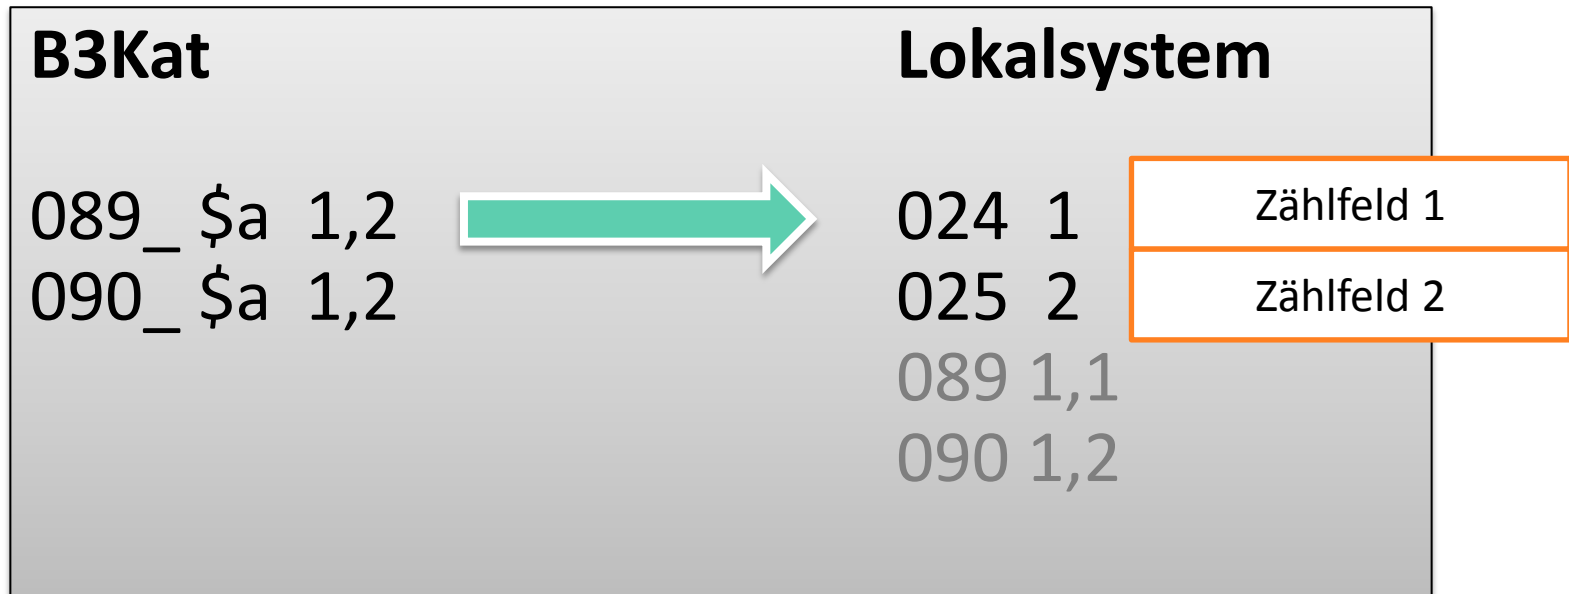 B3Kat
089_ $a 1,2
090_ $a 1,2
Lokalsystem
024 1
Zählfeld 1
025 2
Zählfeld 2
089 1,1
090 1,2